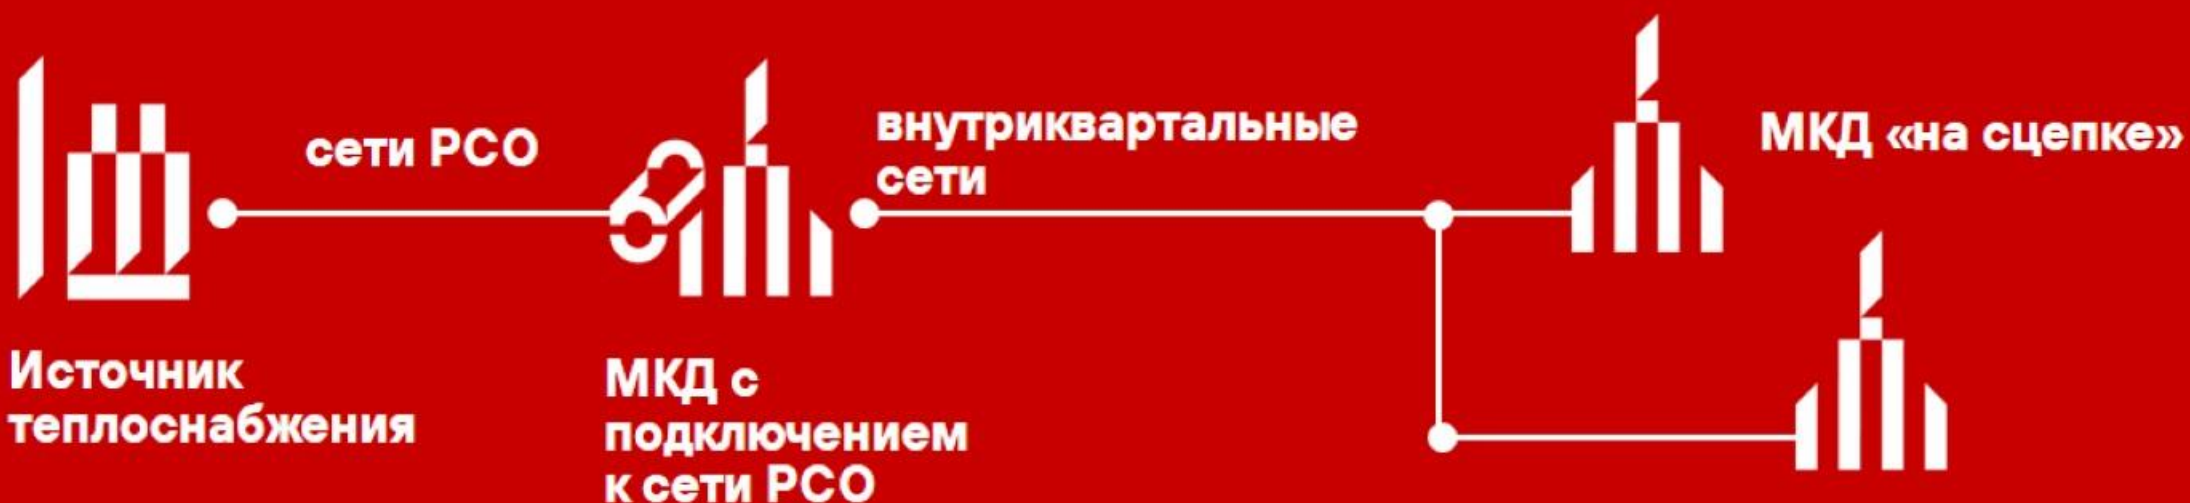 сети РСО
внутриквартальные
сети
МКД «на сцепке»
Источник
теплоснабжения
МКД с
подключением
к сети РСО